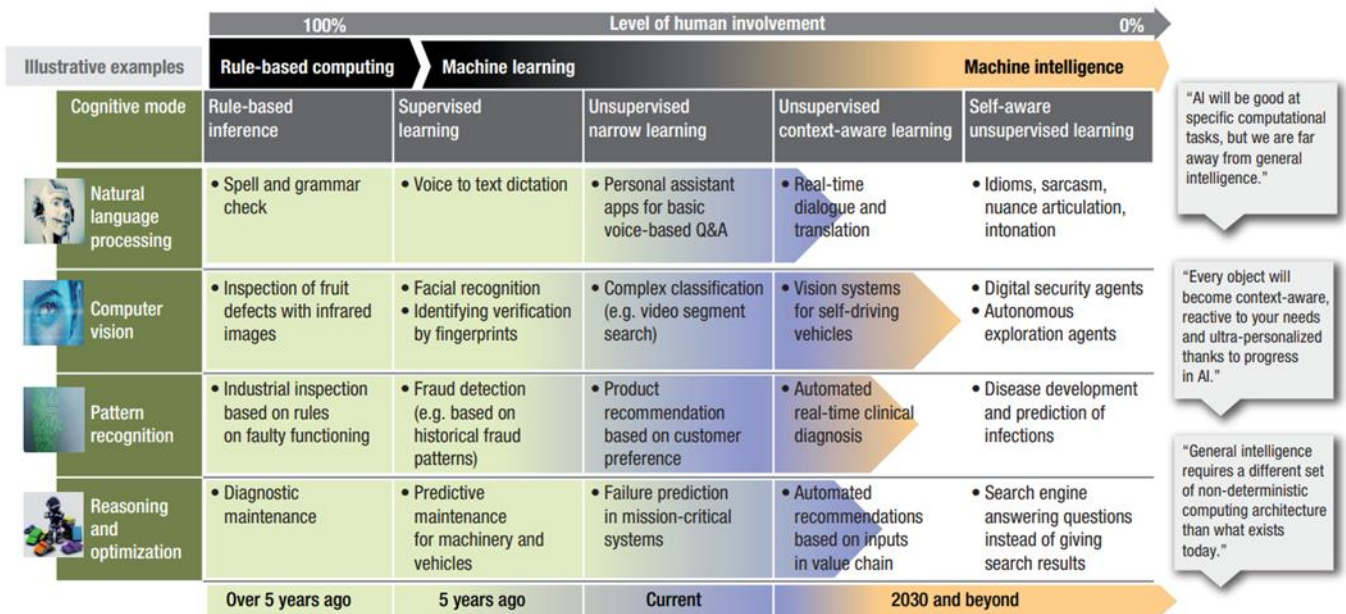 100% Level of human involvement 0%
Illustrative examples
Rule-based computing Machine learning Machine intelligence
Cognitive mode
Rule-based
inference
Supervised
learning
Unsupervised
narrow learning
Unsupervised
context-aware learning
Self-aware
unsupervised learning
Natural
language
processing
• Spell and grammar
check
• Voice to text dictation
• Personal assistant
apps for basic
voice-based Q&A
• Real-time
dialogue and
translation
• Idioms, sarcasm,
nuance articulation,
intonation
Computer
vision
• Inspection of fruit
defects with infrared
images
• Facial recognition
• Identifying verification
by fingerprints
• Complex classification
(e.g. video segment
search)
• Vision systems
for self-driving
vehicles
• Digital security agents
• Autonomous
exploration agents
Pattern
recognition
• Industrial inspection
based on rules
on faulty functioning
• Fraud detection
(e.g. based on
historical fraud
patterns)
• Product
recommendation
based on customer
preference
• Automated
real-time clinical
diagnosis
• Disease development
and prediction of
infections
Reasoning
and
optimization
• Diagnostic
maintenance
• Predictive
maintenance
for machinery and
vehicles
• Failure prediction
in mission-critical
systems
• Automated
recommendations
based on inputs
in value chain
• Search engine
answering questions
instead of giving
search results
Over 5 years ago 5 years ago Current 2030 and beyond
“AI will be good at
specific computational
tasks, but we are far
away from general
intelligence.”
“Every object will
become context-aware,
reactive to your needs
and ultra-personalized
thanks to progress
in AI.”
“General intelligence
requires a different set
of non-deterministic
computing architecture
than what exists
today.”